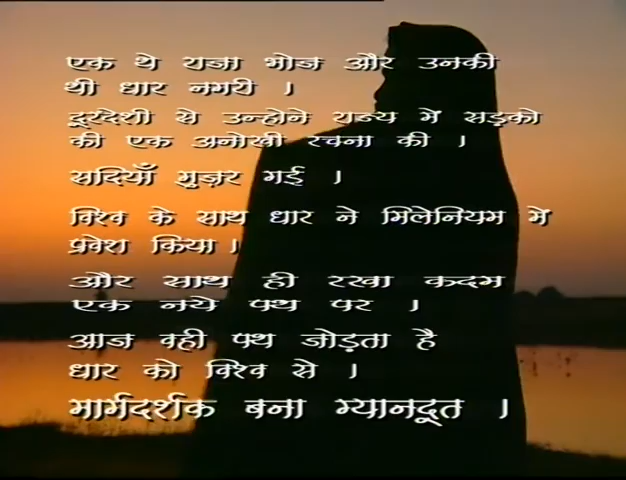 एक थे राजा भोज और उनकी
थी धार नगरी ।
दूरदेशी से उन्होने राज्य में सड़को
की एक अनोखी रचना की ।
सदियाँ गुज़र गई ।
विश्व के साथ धार ने मिलेनियम में
प्रवेश किया ।
और साथ ही रखा कदम
एक नये पथ पर ।
आज वही पथ जोड़ता है
धार को विश्व से ।
मार्गदर्शक बना ग्यानदूत ।